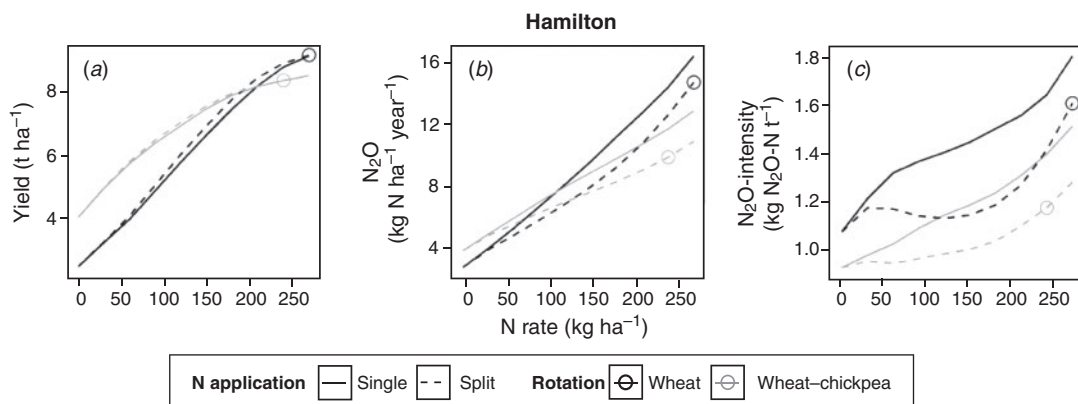 Hamilton
(a)
(b)
(c)
Yield (t ha⁻¹)
8
6
4
0 50 100 150 200 250
N₂O
(kg N ha⁻¹ year⁻¹)
16
12
8
4
0 50 100 150 200 250
N₂O-intensity
(kg N₂O-N t⁻¹)
1.8
1.6
1.4
1.2
1.0
0 50 100 150 200 250
N rate (kg ha⁻¹)
N application Single Split Rotation Wheat Wheat–chickpea